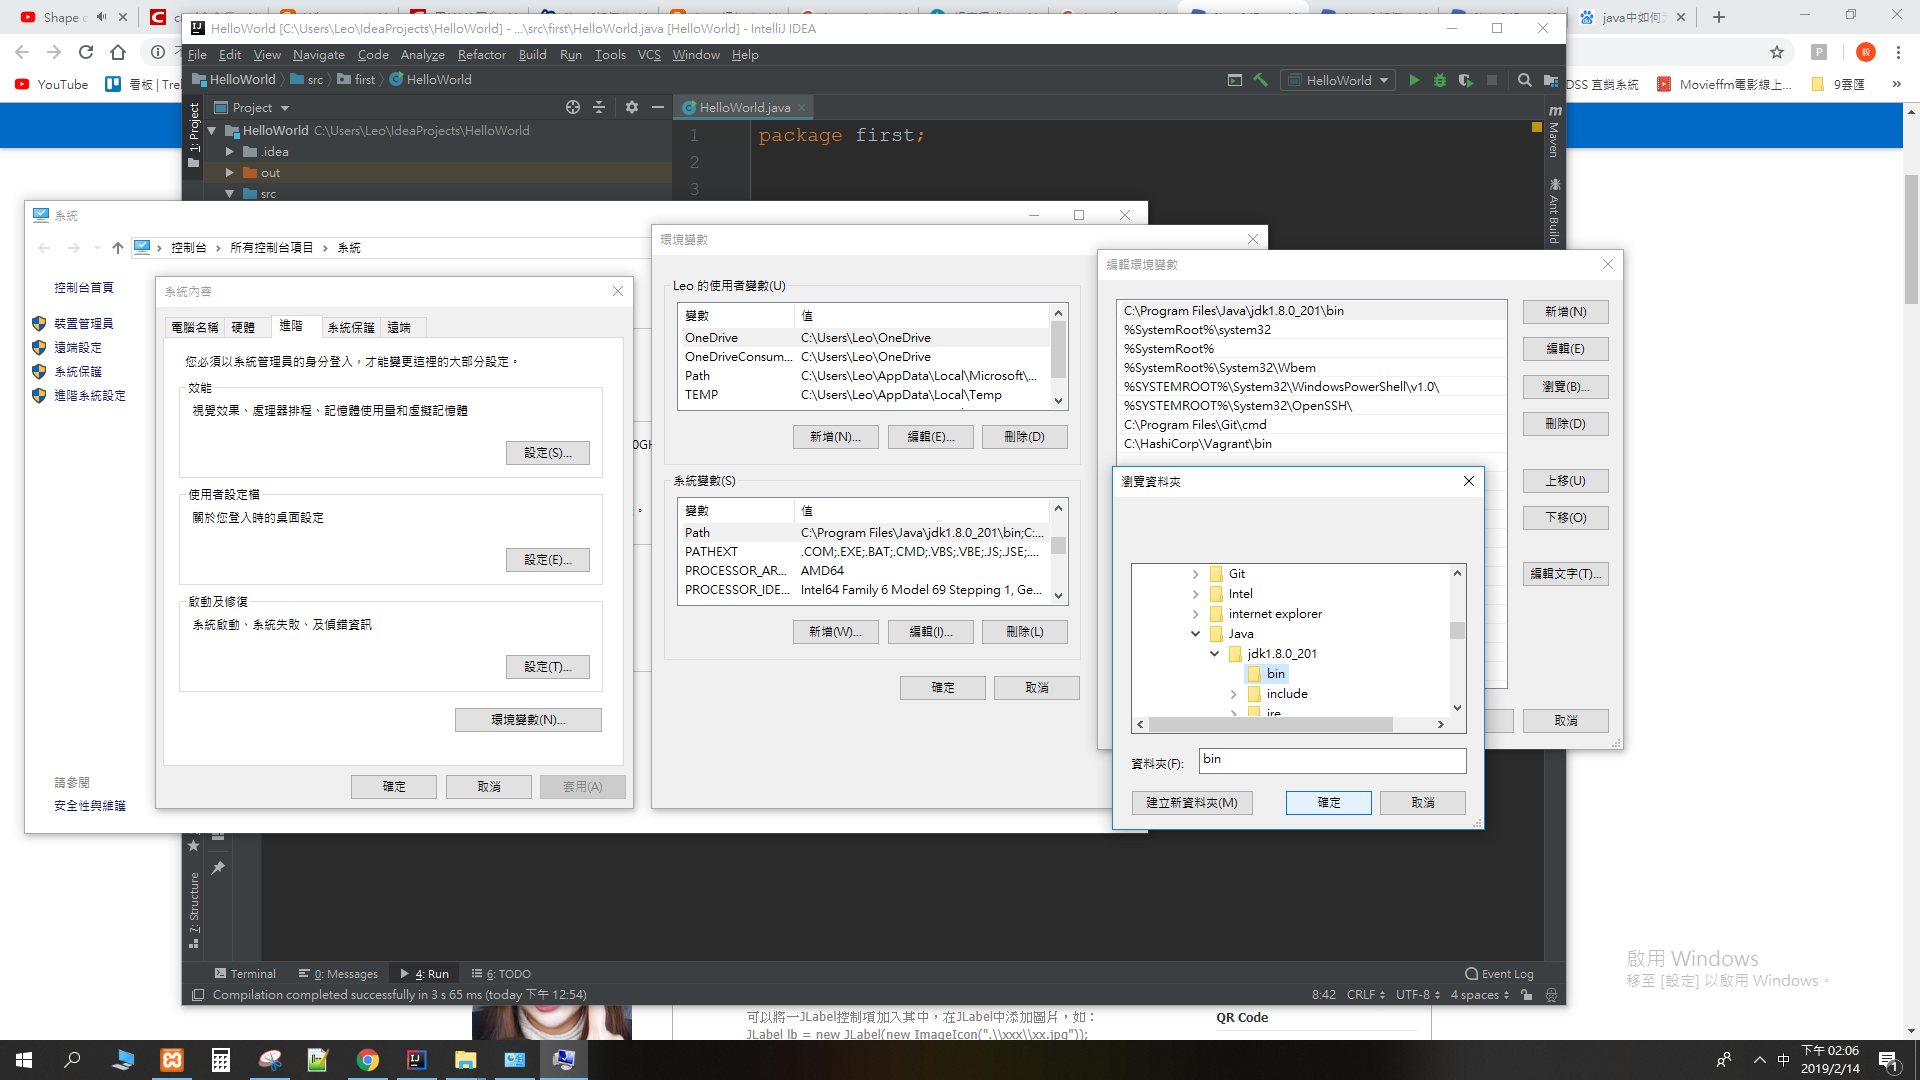 Shape o
ci
java中如何
HelloWorld [C:\Users\Leo\IdeaProjects\HelloWorld] - ...\src\first\HelloWorld.java [HelloWorld] - IntelliJ IDEA
File Edit View Navigate Code Analyze Refactor Build Run Tools VCS Window Help
YouTube
看板 | Trel
DSS 直銷系統
Movieffm電影線上...
9雲匯
»
HelloWorld src first HelloWorld
HelloWorld
1: Project
Project
HelloWorld.java
Maven
Ant Build
HelloWorld C:\Users\Leo\IdeaProjects\HelloWorld
.idea
out
src
1 package first;
2
3
系統
控制台 › 所有控制台項目 › 系統
控制台首頁
裝置管理員
遠端設定
系統保護
進階系統設定
請參閱
安全性與維護
0GH
系統內容
電腦名稱 硬體 進階 系統保護 遠端
您必須以系統管理員的身分登入，才能變更這裡的大部分設定。
效能
視覺效果、處理器排程、記憶體使用量和虛擬記憶體
設定(S)...
使用者設定檔
關於您登入時的桌面設定
設定(E)...
啟動及修復
系統啟動、系統失敗、及偵錯資訊
設定(T)...
環境變數(N)...
確定 取消 套用(A)
環境變數
Leo 的使用者變數(U)
變數 值
OneDrive C:\Users\Leo\OneDrive
OneDriveConsum... C:\Users\Leo\OneDrive
Path C:\Users\Leo\AppData\Local\Microsoft\...
TEMP C:\Users\Leo\AppData\Local\Temp
新增(N)... 編輯(E)... 刪除(D)
系統變數(S)
變數 值
Path C:\Program Files\Java\jdk1.8.0_201\bin;C:...
PATHEXT .COM;.EXE;.BAT;.CMD;.VBS;.VBE;.JS;.JSE;....
PROCESSOR_AR... AMD64
PROCESSOR_IDE... Intel64 Family 6 Model 69 Stepping 1, Ge...
新增(W)... 編輯(I)... 刪除(L)
確定 取消
編輯環境變數
C:\Program Files\Java\jdk1.8.0_201\bin
%SystemRoot%\system32
%SystemRoot%
%SystemRoot%\System32\Wbem
%SYSTEMROOT%\System32\WindowsPowerShell\v1.0\
%SYSTEMROOT%\System32\OpenSSH\
C:\Program Files\Git\cmd
C:\HashiCorp\Vagrant\bin
新增(N)
編輯(E)
瀏覽(B)...
刪除(D)
上移(U)
下移(O)
編輯文字(T)...
取消
瀏覽資料夾
Git
Intel
internet explorer
Java
jdk1.8.0_201
bin
include
jre
資料夾(F): bin
建立新資料夾(M) 確定 取消
7: Structure
Terminal 0: Messages 4: Run 6: TODO Event Log
Compilation completed successfully in 3 s 65 ms (today 下午 12:54)
8:42 CRLF UTF-8 4 spaces
啟用 Windows
移至 [設定] 以啟用 Windows。
可以將一JLabel控制項加入其中，在JLabel中添加圖片，如：
JLabel lb = new JLabel(new ImageIcon(".\\xxx\\xx.jpg"));
QR Code
中
下午 02:06
2019/2/14
1